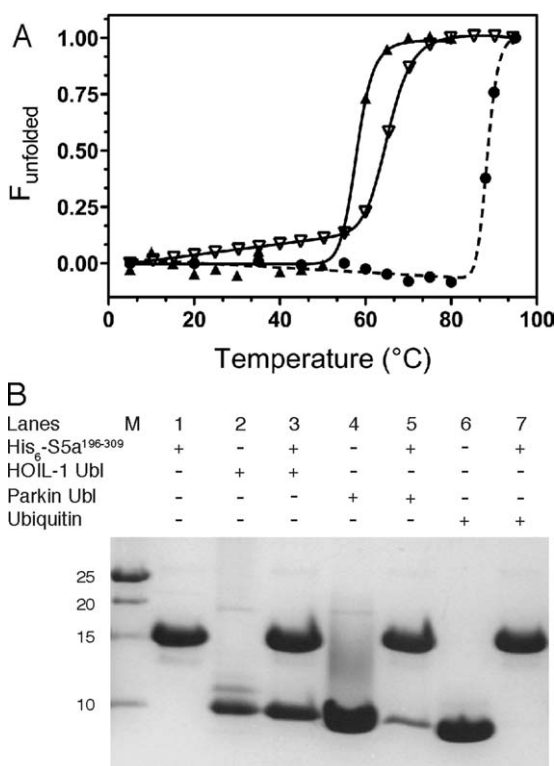 A
1.00
0.75
0.50
0.25
0.00
F unfolded
0 20 40 60 80 100
Temperature (°C)
B
Lanes M 1 2 3 4 5 6 7
His6-S5a196-309 + - + - + - +
HOIL-1 Ubl - + + - - - -
Parkin Ubl - - - + + - -
Ubiquitin - - - - - + +
25
20
15
10